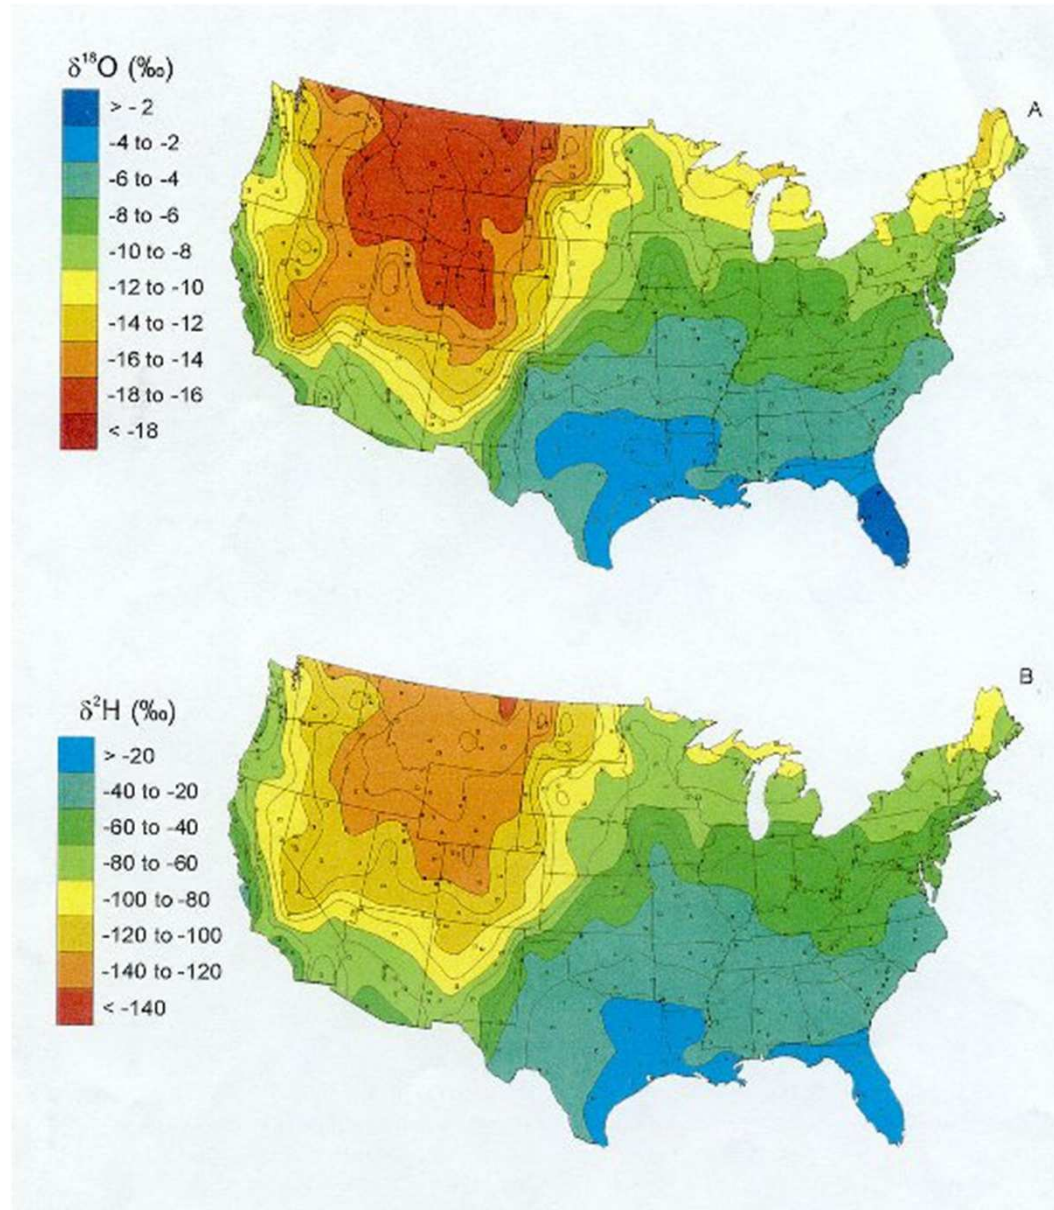 δ¹⁸O (‰)
> - 2
-4 to -2
-6 to -4
-8 to -6
-10 to -8
-12 to -10
-14 to -12
-16 to -14
-18 to -16
< -18
A
δ²H (‰)
> -20
-40 to -20
-60 to -40
-80 to -60
-100 to -80
-120 to -100
-140 to -120
< -140
B